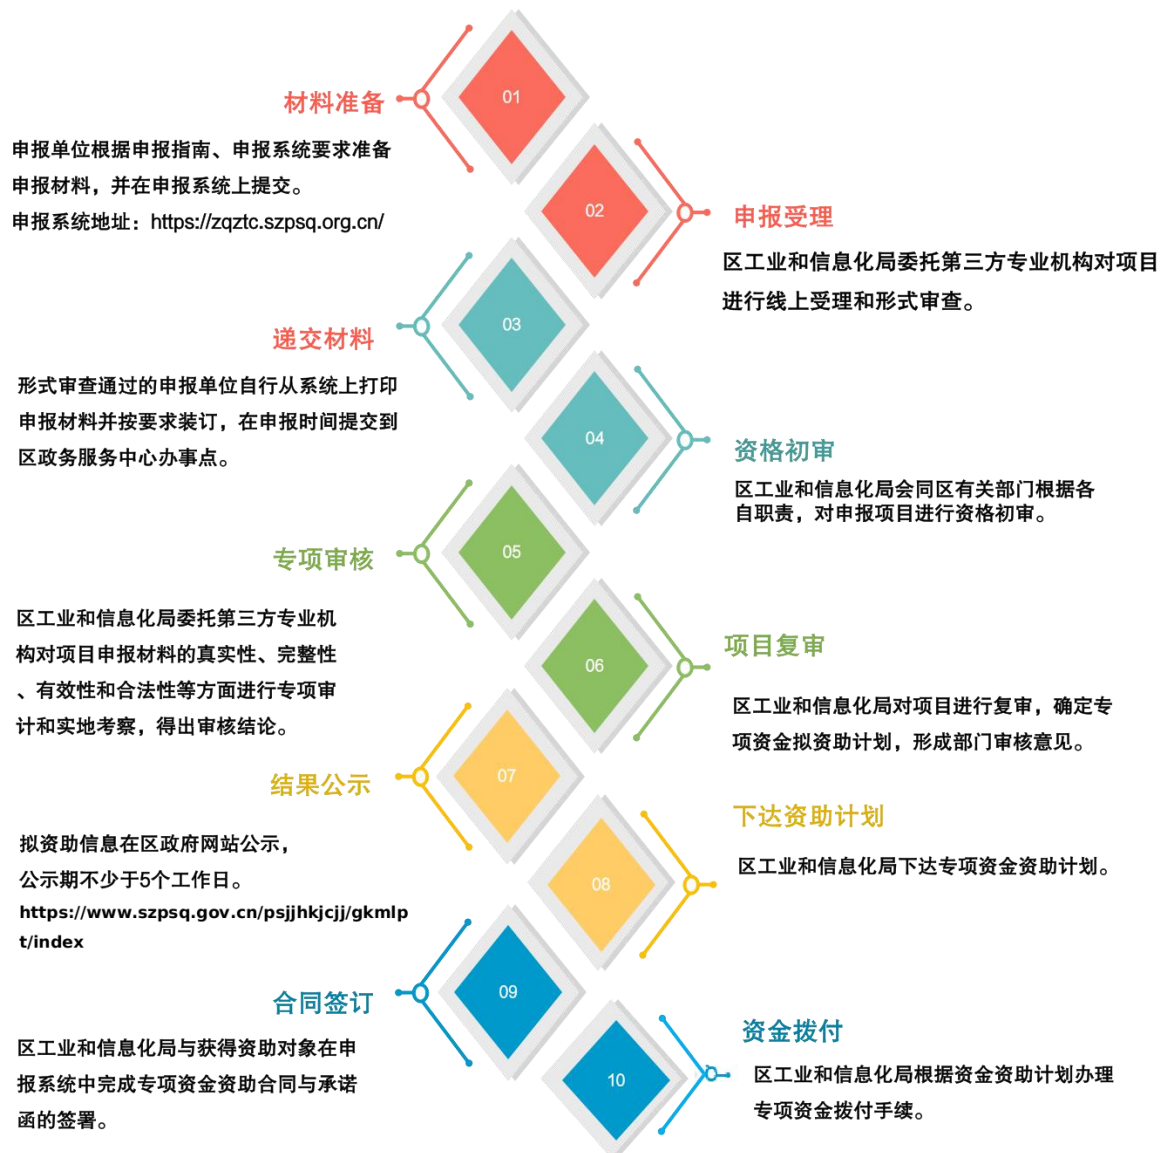 01
材料准备
申报单位根据申报指南、申报系统要求准备
申报材料，并在申报系统上提交。
申报系统地址：https://zqztc.szpsq.org.cn/
02
申报受理
区工业和信息化局委托第三方专业机构对项目
进行线上受理和形式审查。
03
递交材料
形式审查通过的申报单位自行从系统上打印
申报材料并按要求装订，在申报时间提交到
区政务服务中心办事点。
04
资格初审
区工业和信息化局会同区有关部门根据各
自职责，对申报项目进行资格初审。
05
专项审核
区工业和信息化局委托第三方专业机
构对项目申报材料的真实性、完整性
、有效性和合法性等方面进行专项审
计和实地考察，得出审核结论。
06
项目复审
区工业和信息化局对项目进行复审，确定专
项资金拟资助计划，形成部门审核意见。
07
结果公示
拟资助信息在区政府网站公示，
公示期不少于5个工作日。
https://www.szpsq.gov.cn/psjjhkjcjj/gkmlp
t/index
08
下达资助计划
区工业和信息化局下达专项资金资助计划。
09
合同签订
区工业和信息化局与获得资助对象在申
报系统中完成专项资金资助合同与承诺
函的签署。
10
资金拨付
区工业和信息化局根据资金资助计划办理
专项资金拨付手续。